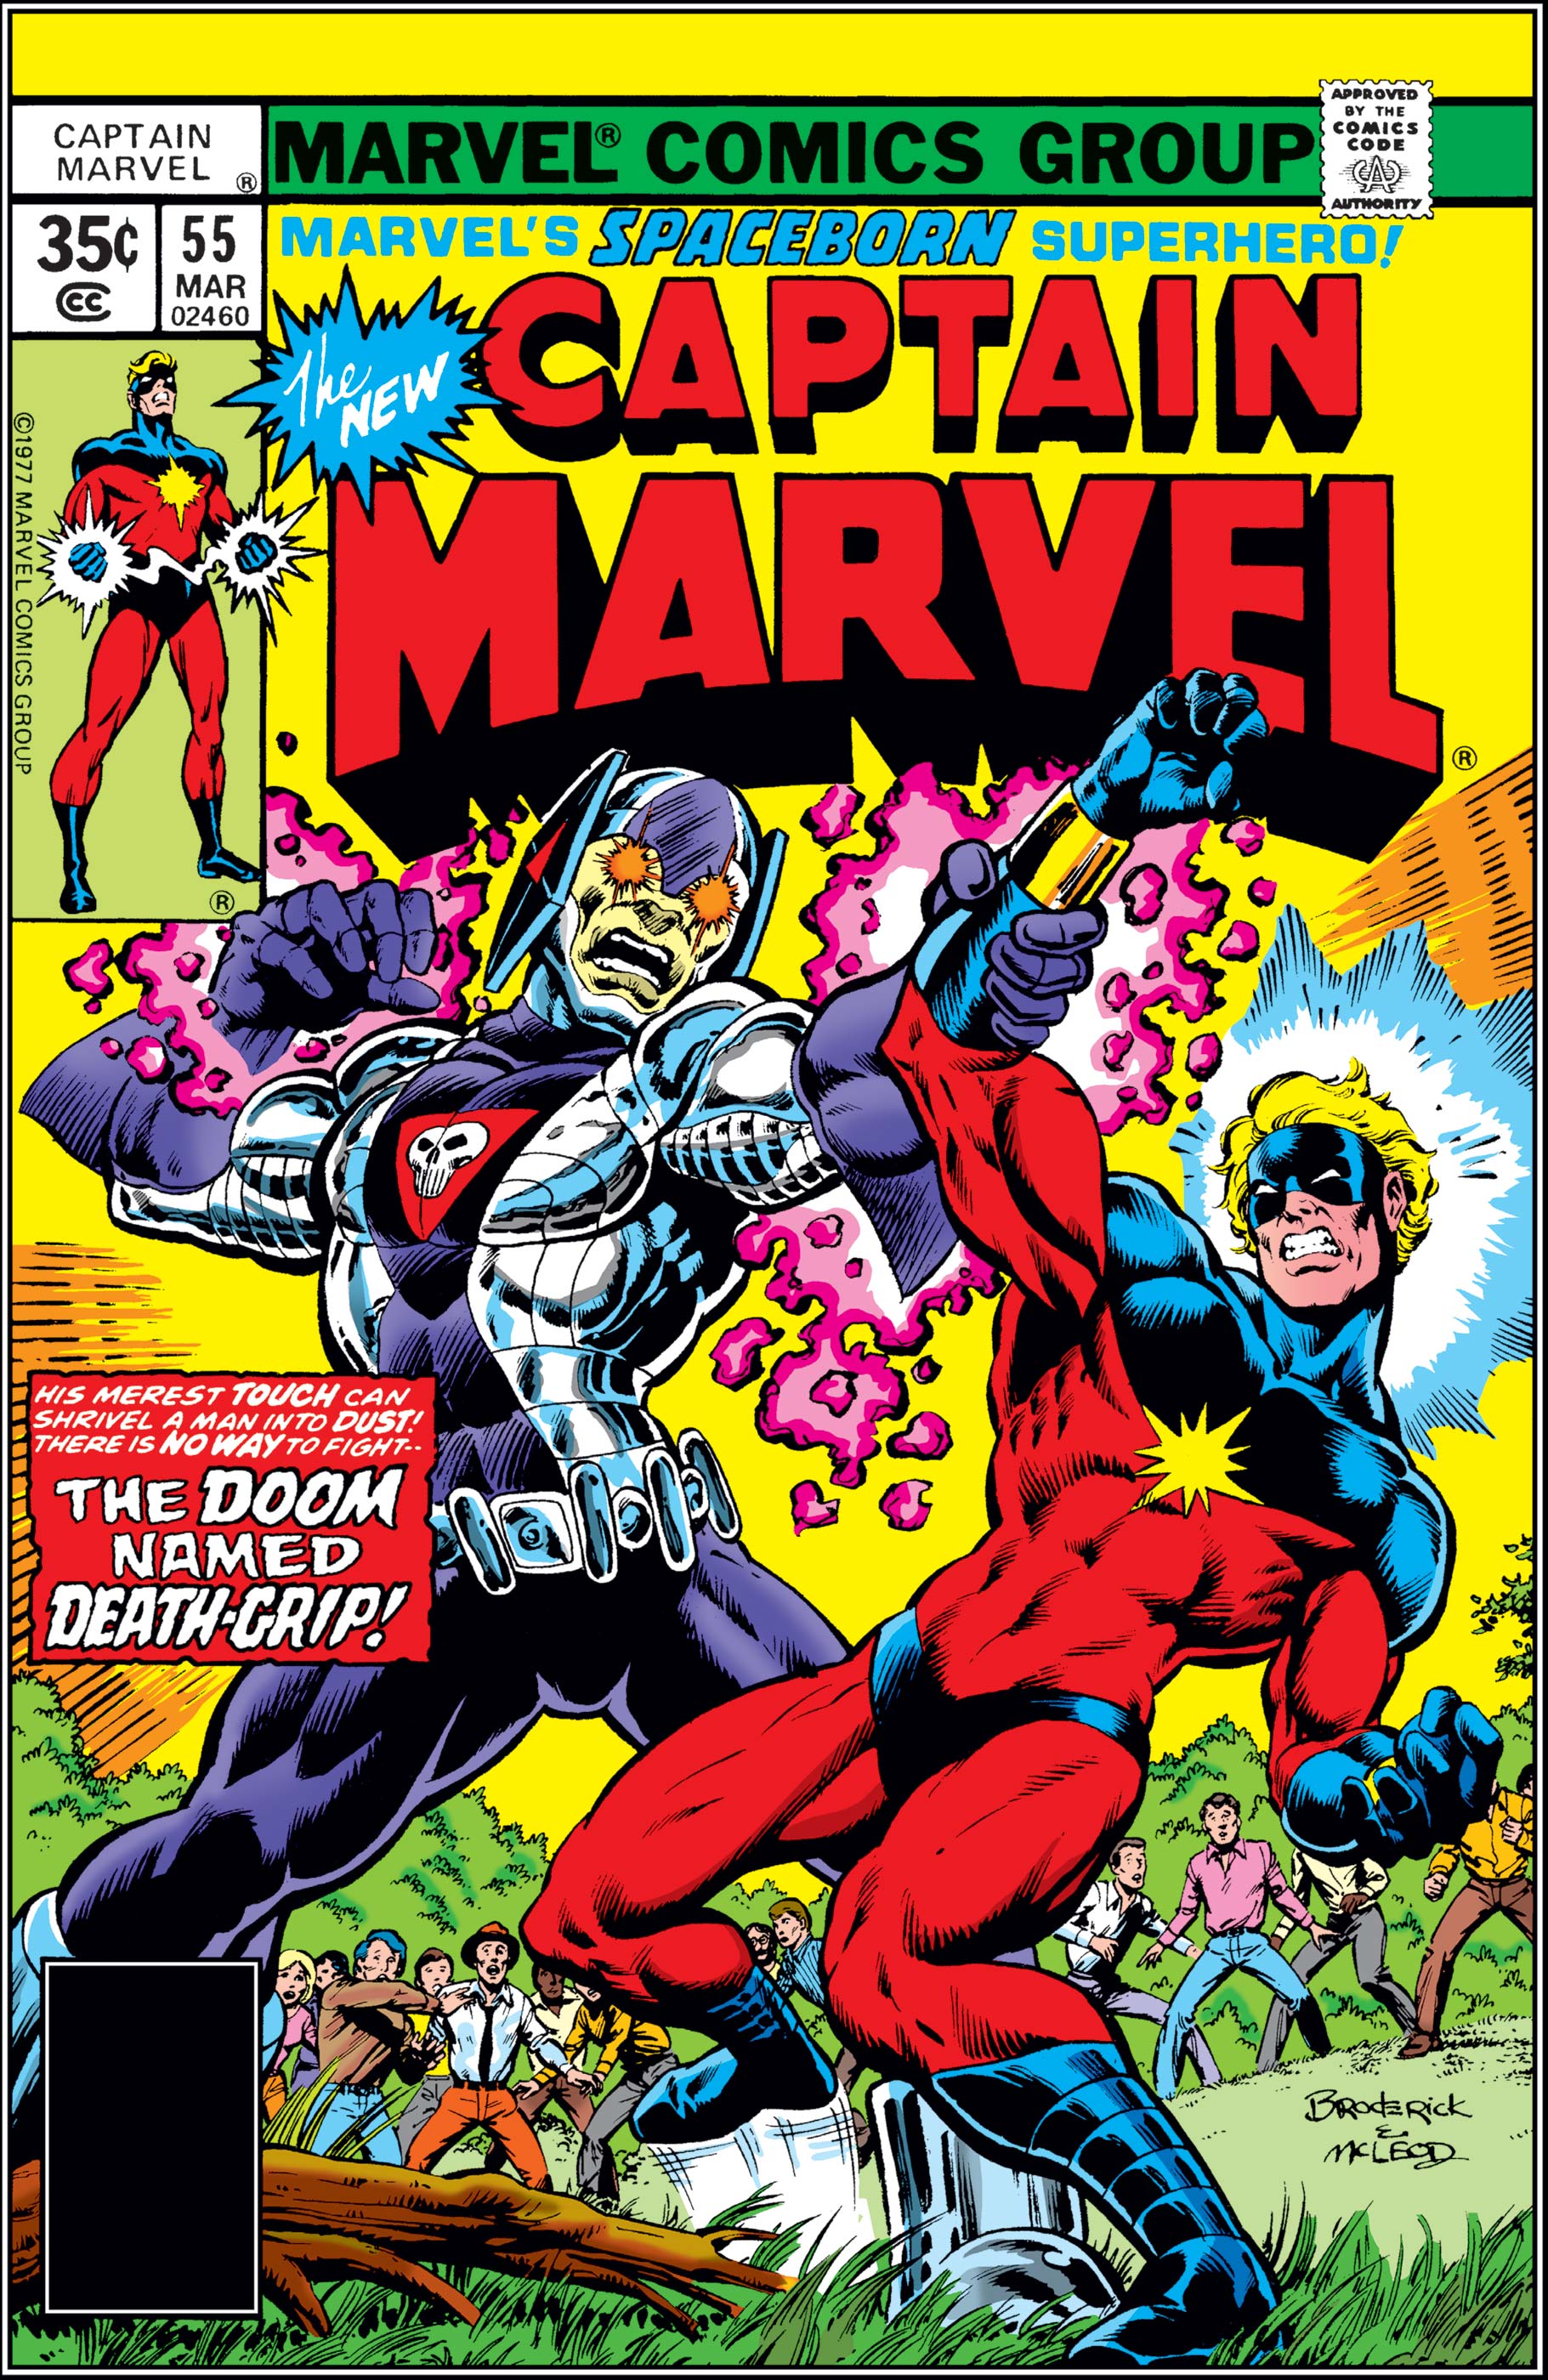 CAPTAIN
MARVEL ®
MARVEL® COMICS GROUP
APPROVED
BY THE
COMICS
CODE
CA
AUTHORITY
35¢
CC
55
MAR
02460
MARVEL'S SPACEBORN SUPERHERO!
The
NEW
CAPTAIN
MARVEL
®
©1977 MARVEL COMICS GROUP
®
HIS MEREST TOUCH CAN
SHRIVEL A MAN INTO DUST!
THERE IS NO WAY TO FIGHT--
THE DOOM
NAMED
DEATH-GRIP!
BRODERICK
&
McLEOD